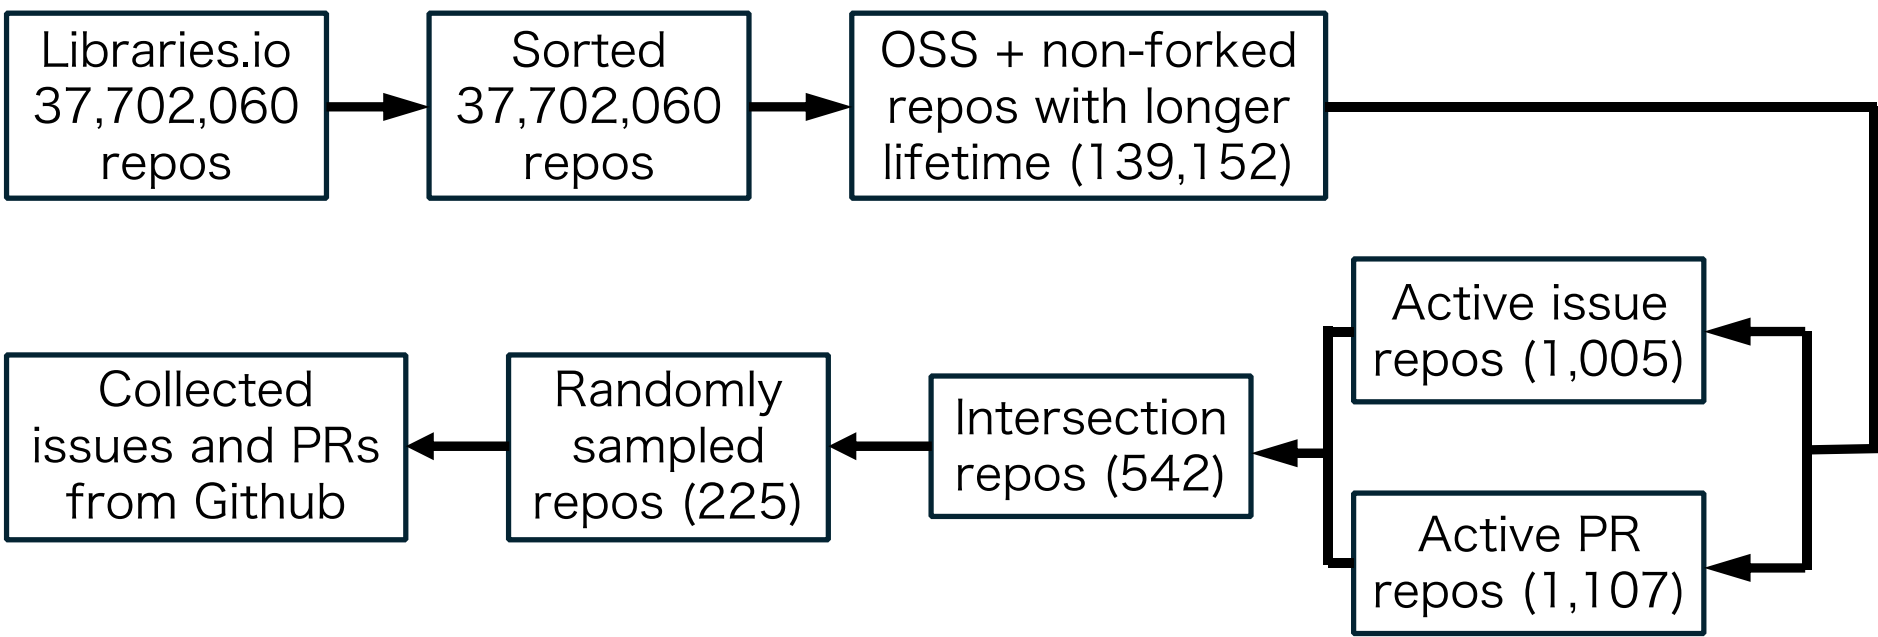 Libraries.io
37,702,060
repos
Sorted
37,702,060
repos
OSS + non-forked
repos with longer
lifetime (139,152)
Active issue
repos (1,005)
Active PR
repos (1,107)
Intersection
repos (542)
Randomly
sampled
repos (225)
Collected
issues and PRs
from Github